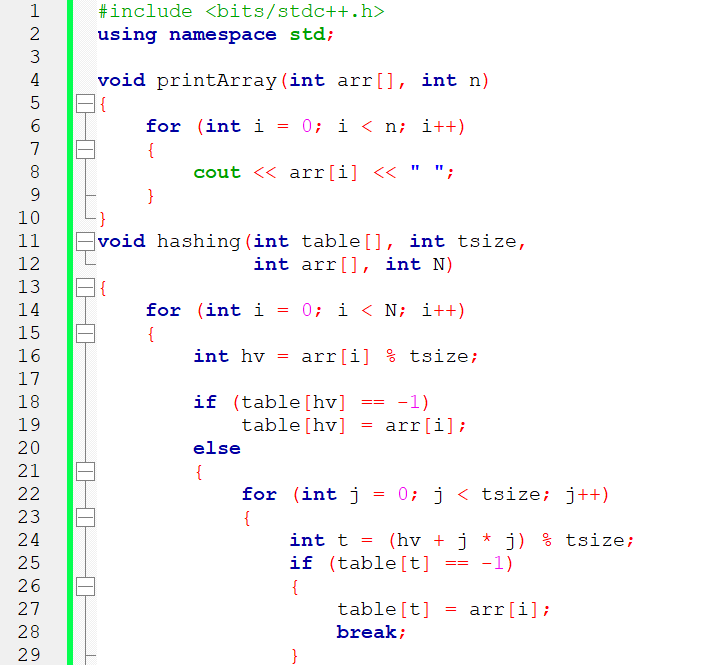 1 #include <bits/stdc++.h>
2 using namespace std;
3
4 void printArray(int arr[], int n)
5 {
6     for (int i = 0; i < n; i++)
7     {
8         cout << arr[i] << " ";
9     }
10 }
11 void hashing(int table[], int tsize,
12              int arr[], int N)
13 {
14     for (int i = 0; i < N; i++)
15     {
16         int hv = arr[i] % tsize;
17
18         if (table[hv] == -1)
19             table[hv] = arr[i];
20         else
21         {
22             for (int j = 0; j < tsize; j++)
23             {
24                 int t = (hv + j * j) % tsize;
25                 if (table[t] == -1)
26                 {
27                     table[t] = arr[i];
28                     break;
29                 }